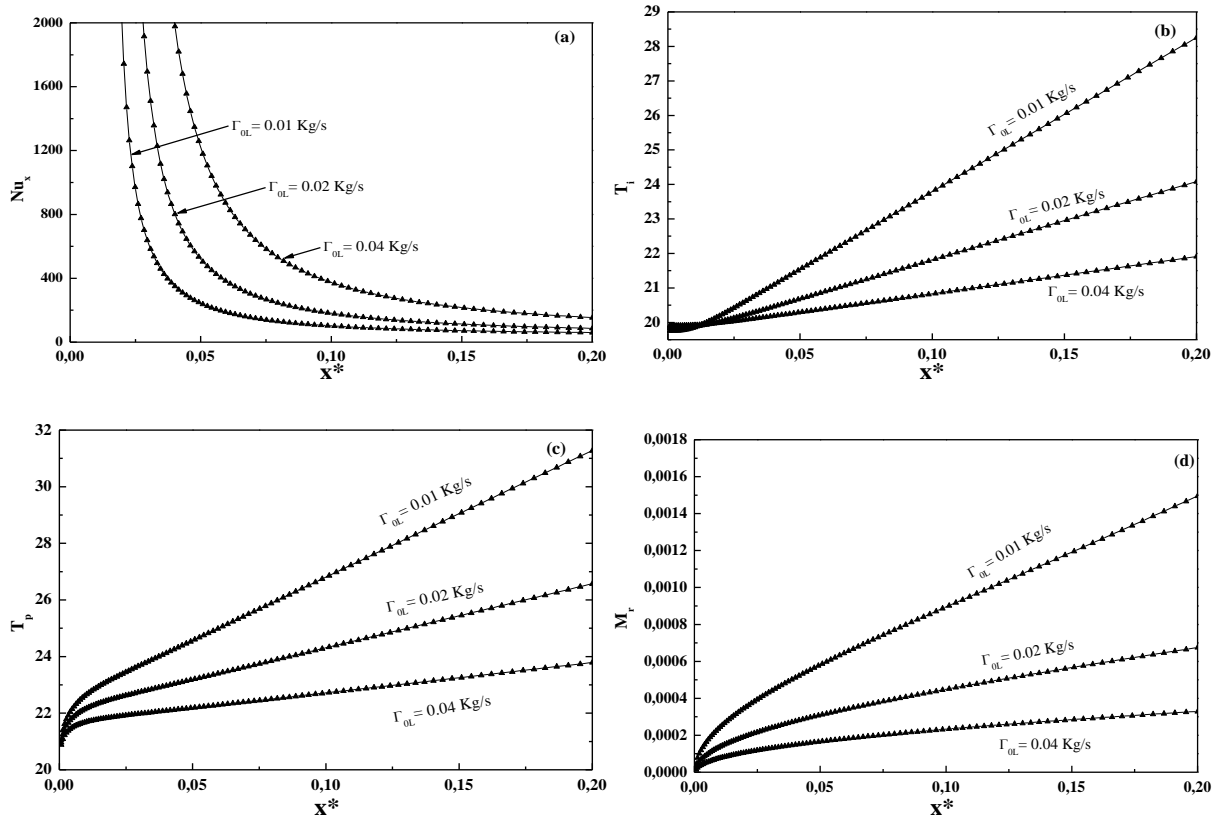 (a)
2000
1600
1200
800
400
0
Nu_x
Γ_0L= 0.01 Kg/s
Γ_0L= 0.02 Kg/s
Γ_0L= 0.04 Kg/s
0,00 0,05 0,10 0,15 0,20
x*
(b)
29
28
27
26
25
24
23
22
21
20
T_i
Γ_0L= 0.01 Kg/s
Γ_0L= 0.02 Kg/s
Γ_0L= 0.04 Kg/s
0,00 0,05 0,10 0,15 0,20
x*
(c)
32
30
28
26
24
22
20
T_p
Γ_0L= 0.01 Kg/s
Γ_0L= 0.02 Kg/s
Γ_0L= 0.04 Kg/s
0,00 0,05 0,10 0,15 0,20
x*
(d)
0,0018
0,0016
0,0014
0,0012
0,0010
0,0008
0,0006
0,0004
0,0002
0,0000
M_r
Γ_0L= 0.01 Kg/s
Γ_0L= 0.02 Kg/s
Γ_0L= 0.04 Kg/s
0,00 0,05 0,10 0,15 0,20
x*